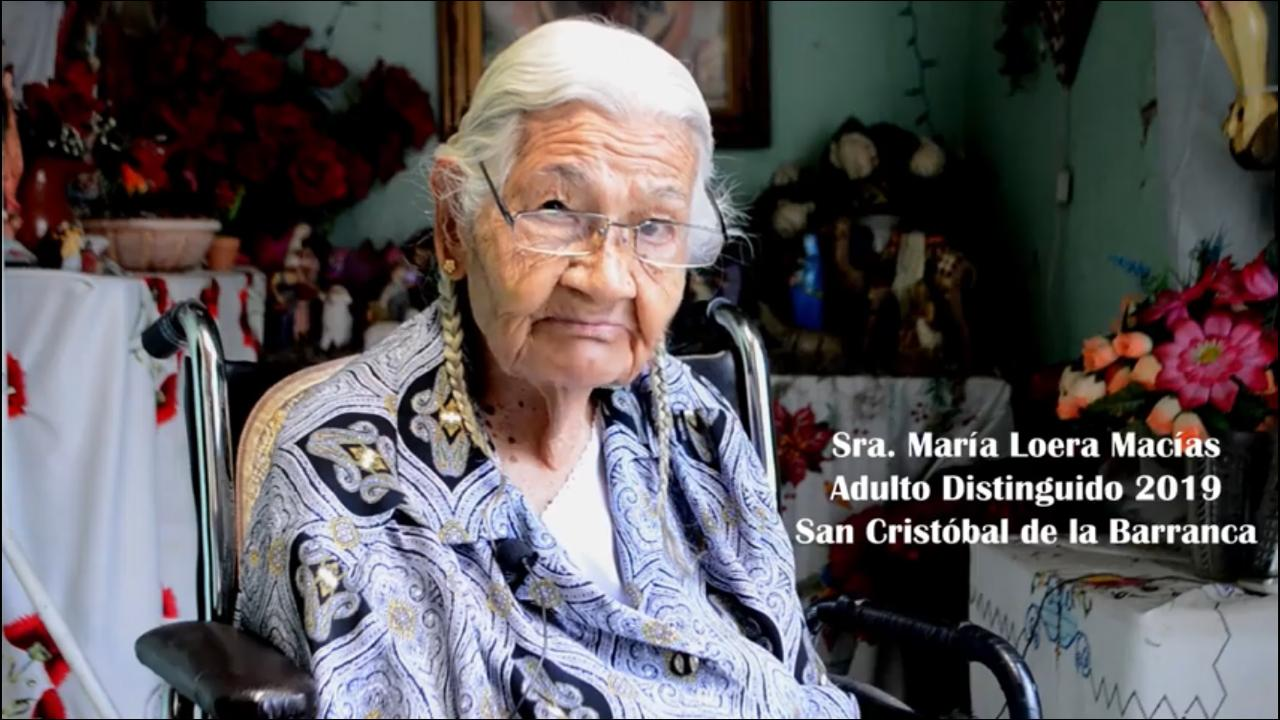 Sra. María Loera Macías
Adulto Distinguido 2019
San Cristóbal de la Barranca